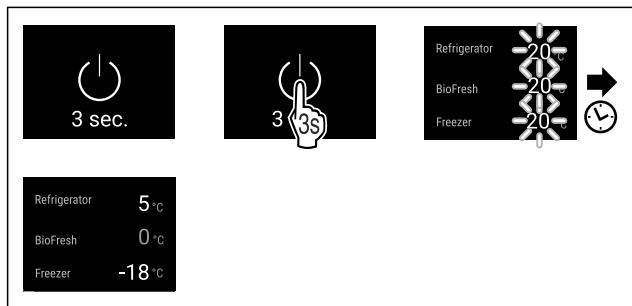 3 sec.
3
3s
Refrigerator 20 °C
BioFresh 20 °C
Freezer 20 °C
Refrigerator 5 °C
BioFresh 0 °C
Freezer -18 °C